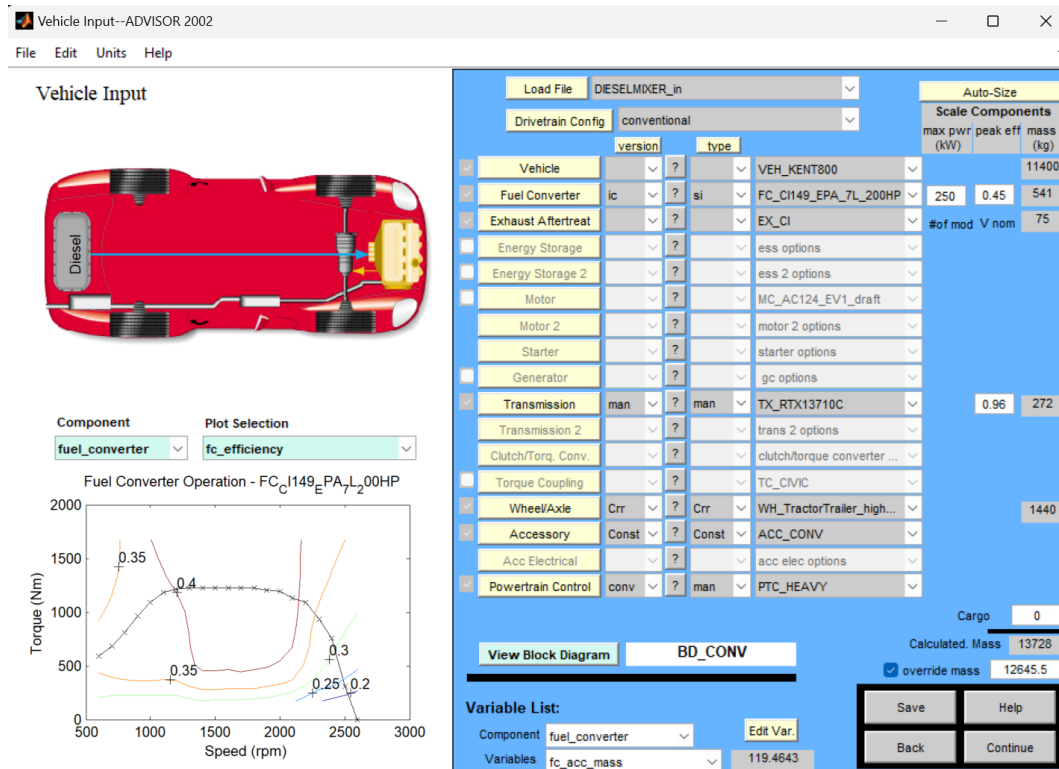 Vehicle Input--ADVISOR 2002
File Edit Units Help
Vehicle Input
Diesel
Component Plot Selection
fuel_converter fc_efficiency
Fuel Converter Operation - FC_CI149_EPA_7L_200HP
2000
1500
1000
500
0
500 1000 1500 2000 2500 3000
0.35
0.4
0.3
0.35
0.25 0.2
Torque (Nm)
Speed (rpm)
Load File DIESELMIXER_in
Drivetrain Config conventional
Auto-Size
Scale Components
max pwr (kW) peak eff mass (kg)
version type
Vehicle ? VEH_KENT800 11400
Fuel Converter ic ? si FC_CI149_EPA_7L_200HP 250 0.45 541
Exhaust Aftertreat ? EX_CI #of mod V nom 75
Energy Storage ? ess options
Energy Storage 2 ? ess 2 options
Motor ? MC_AC124_EV1_draft
Motor 2 ? motor 2 options
Starter ? starter options
Generator ? gc options
Transmission man ? man TX_RTX13710C 0.96 272
Transmission 2 ? trans 2 options
Clutch/Torq. Conv. ? clutch/torque converter ...
Torque Coupling ? TC_CIVIC
Wheel/Axle Crr ? Crr WH_TractorTrailer_high... 1440
Accessory Const ? Const ACC_CONV
Acc Electrical ? acc elec options
Powertrain Control conv ? man PTC_HEAVY
Cargo 0
Calculated. Mass 13728
override mass 12645.5
View Block Diagram BD_CONV
Variable List:
Component fuel_converter Edit Var.
Variables fc_acc_mass 119.4643
Save Help
Back Continue